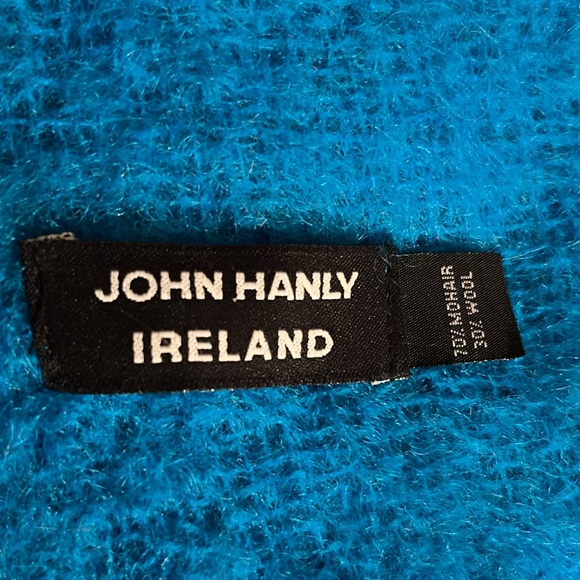 JOHN HANLY
IRELAND
70% MOHAIR
30% WOOL